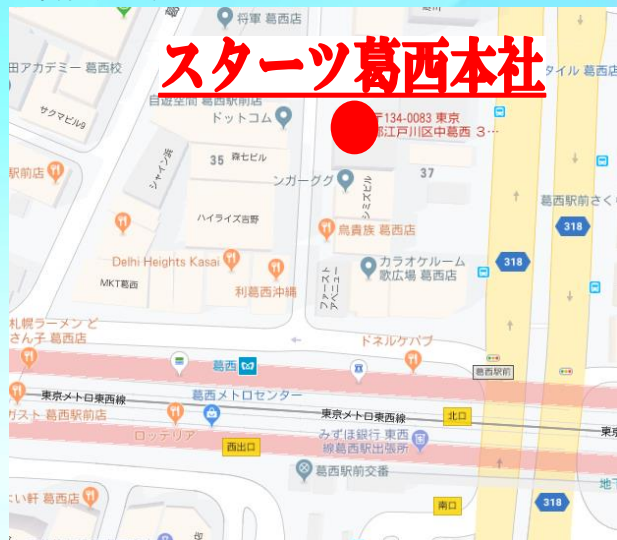 将軍 葛西店
田アカデミー 葛西校
スターツ葛西本社
タイル 葛西店
サクマビル9
自遊空間 葛西駅前店
ドットコム
〒134-0083 東京
都江戸川区中葛西 3…
駅前店
シャイン浜
35
森七ビル
ンガーググ
シミズビル
37
葛西駅前さく
318
ハイライズ吉野
鳥貴族 葛西店
Delhi Heights Kasai
カラオケルーム
歌広場 葛西店
318
MKT葛西
利葛西沖縄
ファースト
アベニュー
札幌ラーメン ど
さん子 葛西店
ドネルケバブ
葛西
葛西駅前
東京メトロ東西線
葛西メトロセンター
ガスト 葛西駅前店
ロッテリア
東京メトロ東西線
北口
東京
西出口
みずほ銀行 東西
線葛西駅出張所
葛西駅前交番
地下
よい軒 葛西店
南口
318